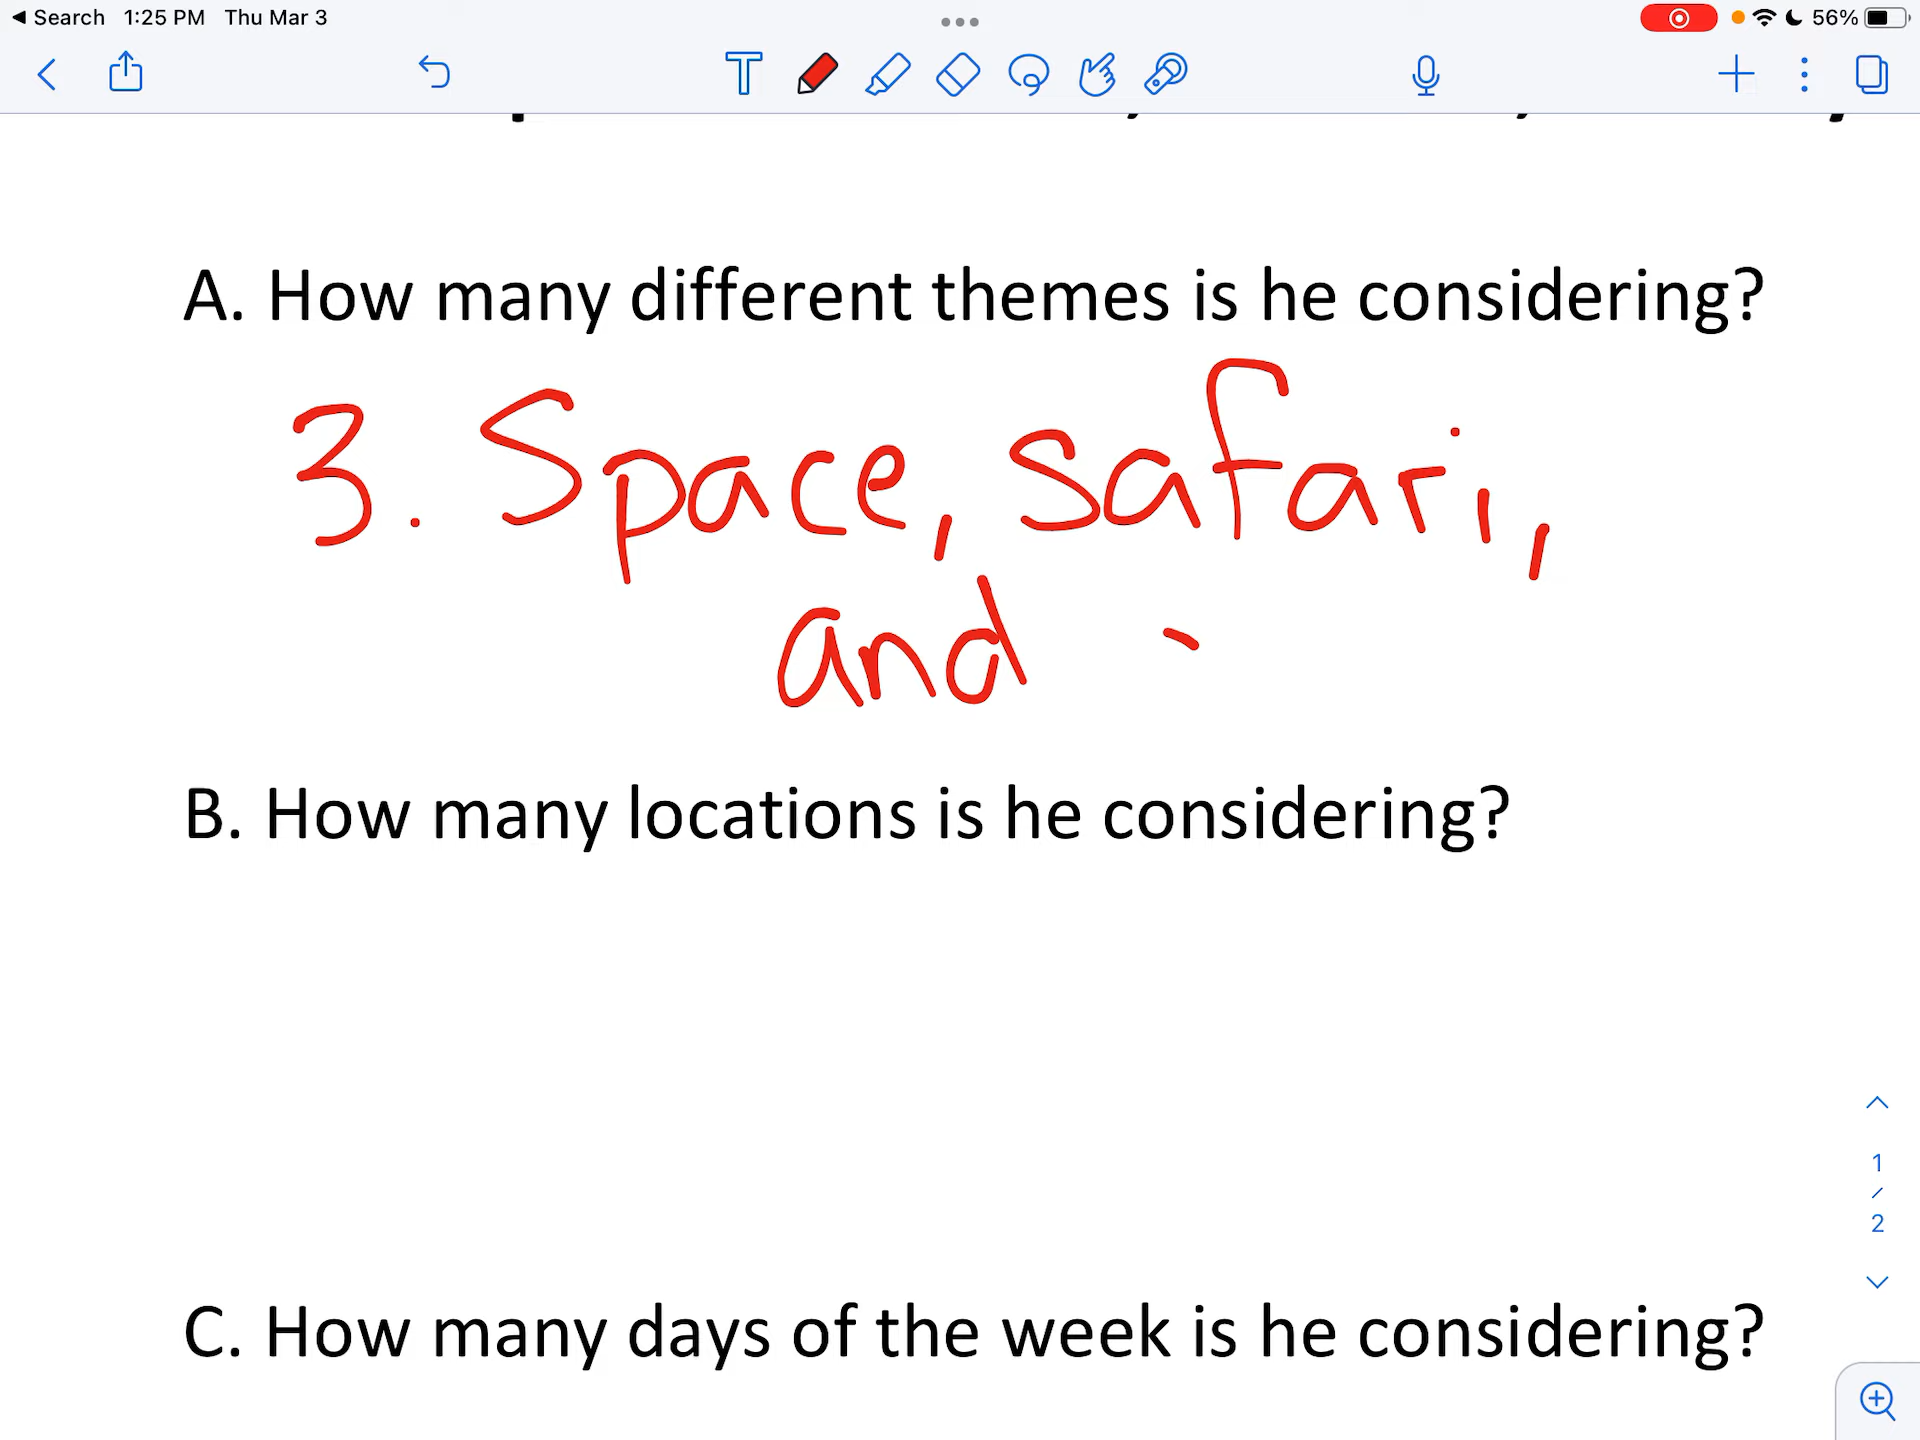 Search 1:25 PM Thu Mar 3 56%
T
A. How many different themes is he considering?
3. Space, safari,
and
B. How many locations is he considering?
1
/
2
C. How many days of the week is he considering?